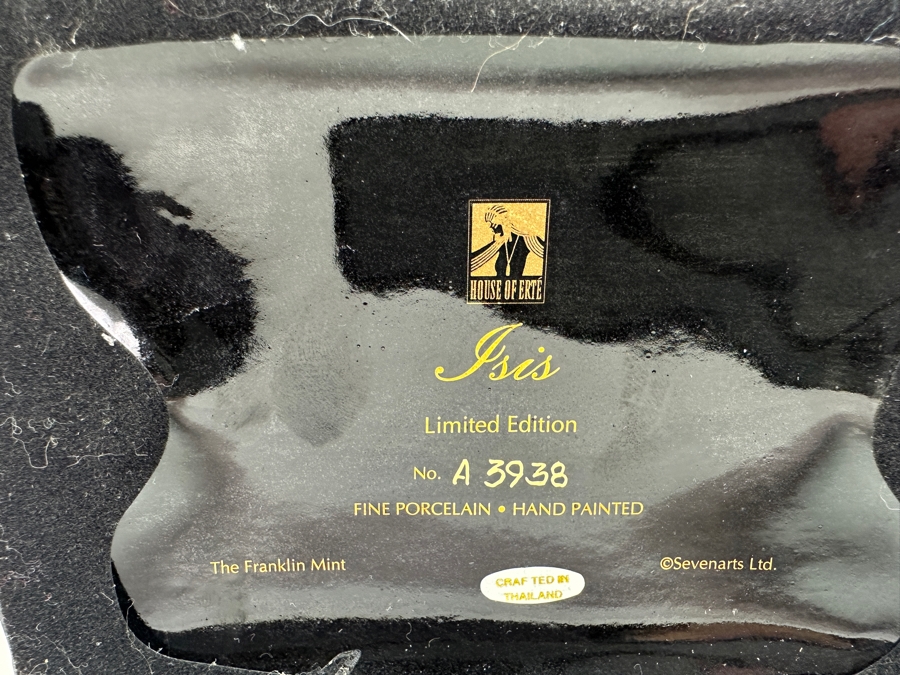 HOUSE OF ERTÉ
Isis
Limited Edition
No. A 3938
FINE PORCELAIN • HAND PAINTED
The Franklin Mint
©Sevenarts Ltd.
CRAFTED IN
THAILAND